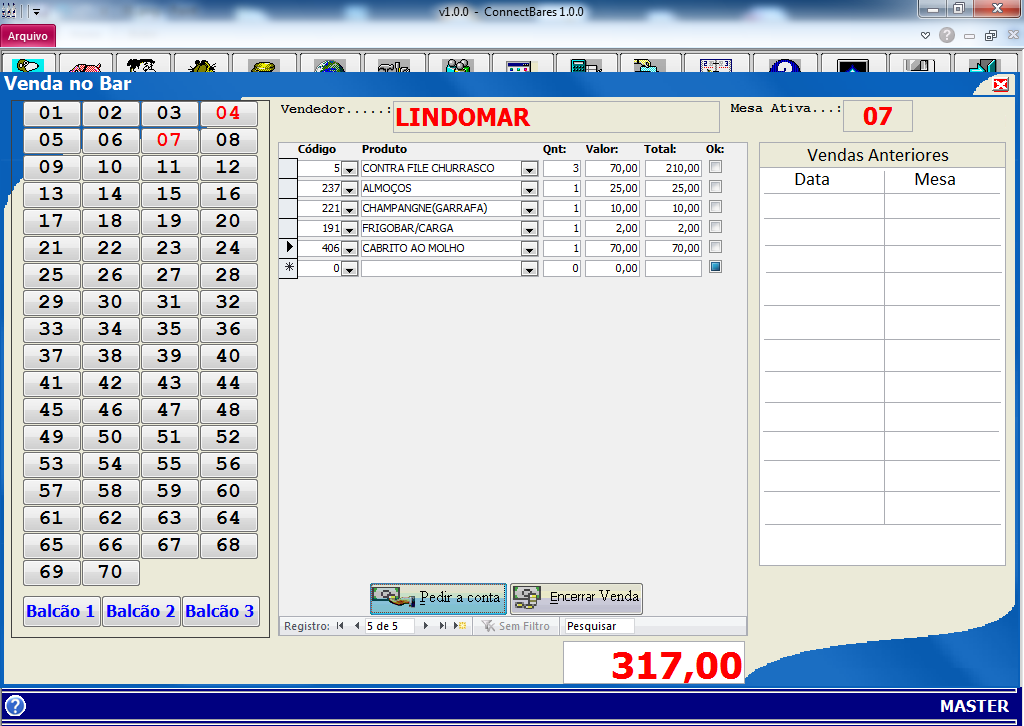 v1.0.0 - ConnectBares 1.0.0
Arquivo
Venda no Bar
01 02 03 04
05 06 07 08
09 10 11 12
13 14 15 16
17 18 19 20
21 22 23 24
25 26 27 28
29 30 31 32
33 34 35 36
37 38 39 40
41 42 43 44
45 46 47 48
49 50 51 52
53 54 55 56
57 58 59 60
61 62 63 64
65 66 67 68
69 70
Balcão 1 Balcão 2 Balcão 3
Vendedor.....: LINDOMAR
Mesa Ativa...: 07
Código Produto Qnt: Valor: Total: Ok:
5 CONTRA FILE CHURRASCO 3 70,00 210,00
237 ALMOÇOS 1 25,00 25,00
221 CHAMPANGNE(GARRAFA) 1 10,00 10,00
191 FRIGOBAR/CARGA 1 2,00 2,00
406 CABRITO AO MOLHO 1 70,00 70,00
* 0 0 0,00
Vendas Anteriores
Data Mesa
Pedir a conta Encerrar Venda
Registro: 5 de 5 Sem Filtro Pesquisar
317,00
MASTER